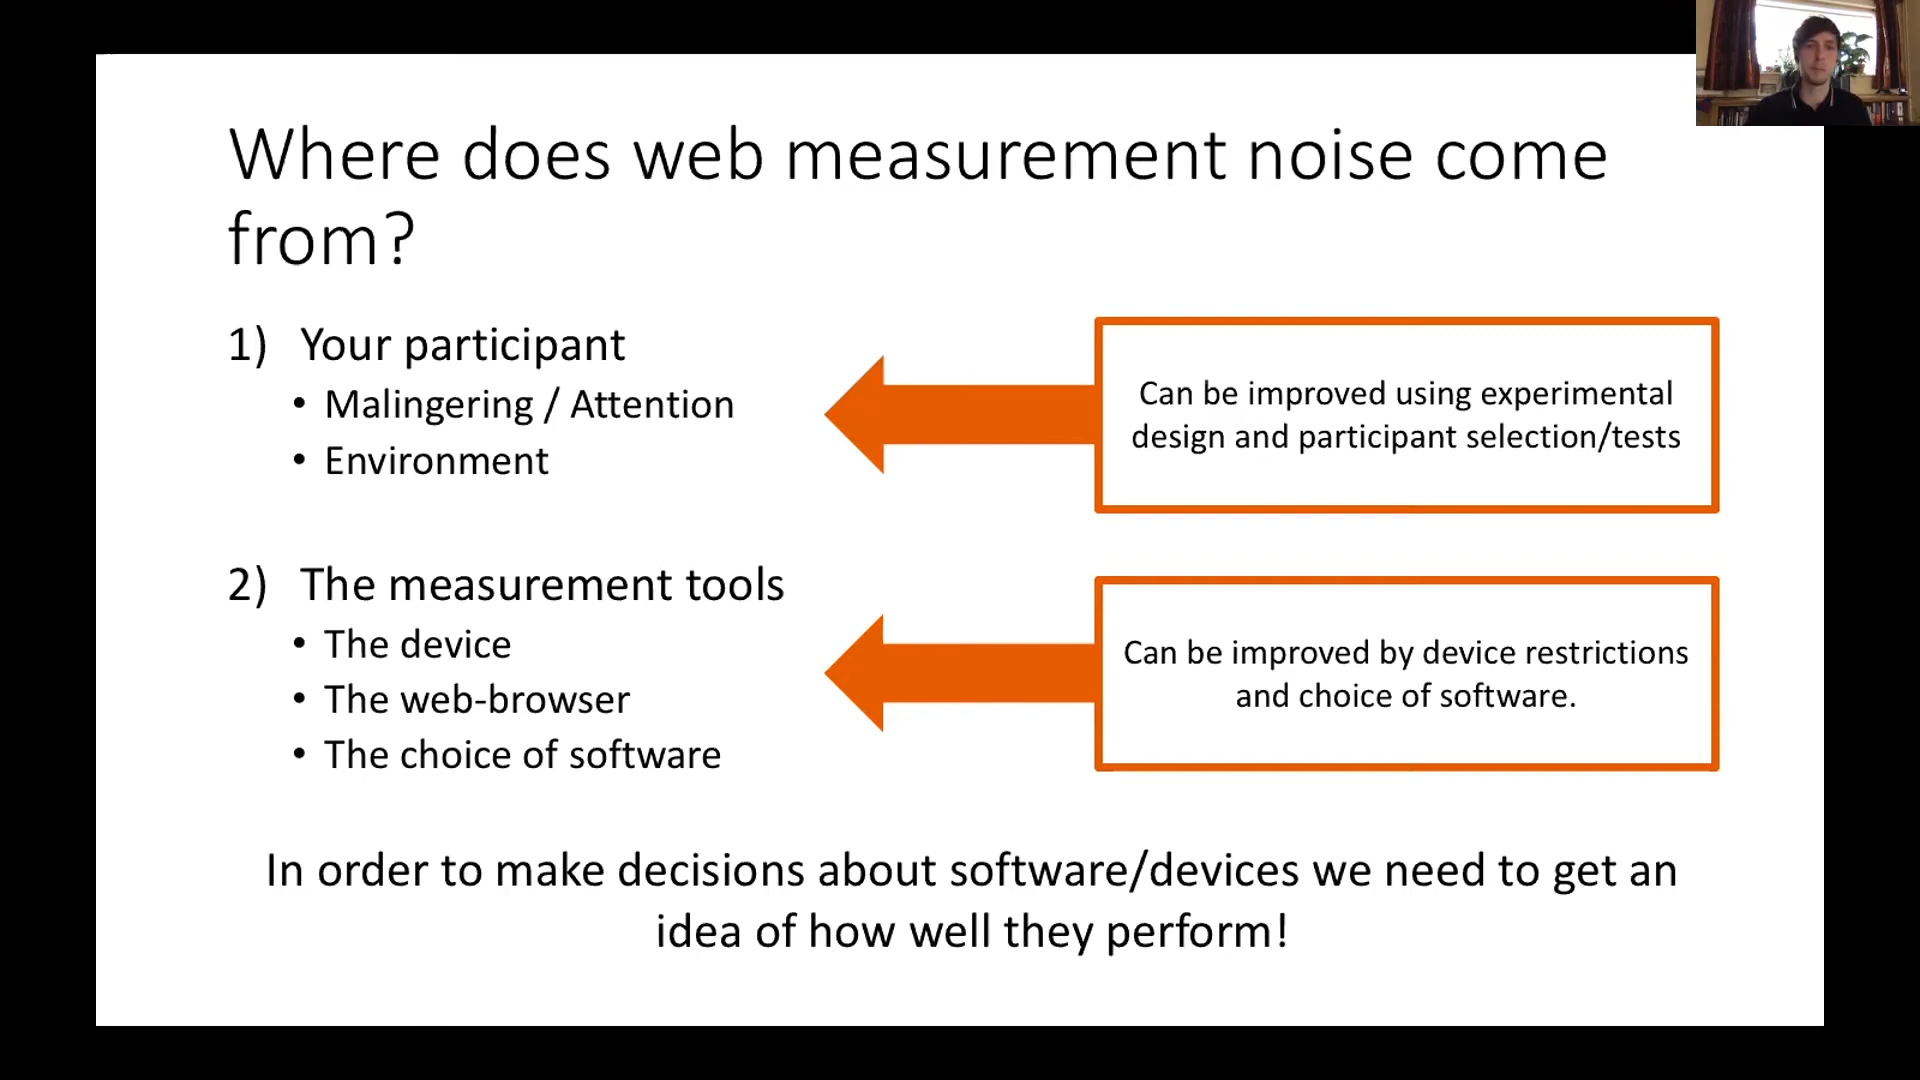 Where does web measurement noise come
from?
1) Your participant
• Malingering / Attention
• Environment
Can be improved using experimental
design and participant selection/tests
2) The measurement tools
• The device
• The web-browser
• The choice of software
Can be improved by device restrictions
and choice of software.
In order to make decisions about software/devices we need to get an
idea of how well they perform!